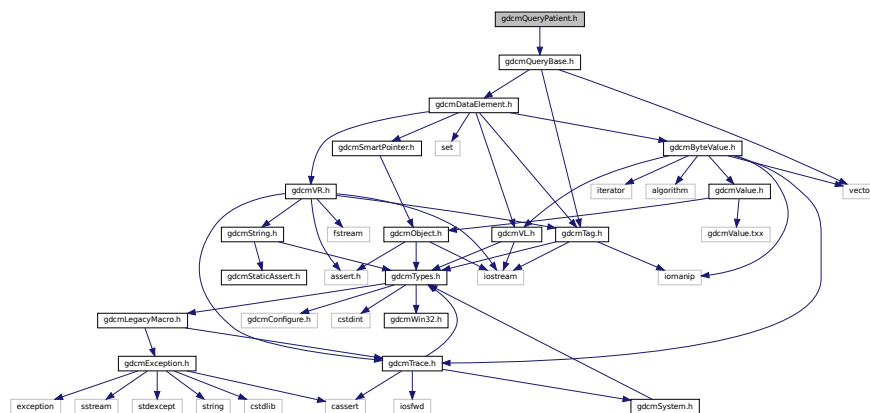 gdcmQueryPatient.h
gdcmQueryBase.h
gdcmDataElement.h
gdcmSmartPointer.h
set
gdcmByteValue.h
gdcmVR.h
iterator
algorithm
gdcmValue.h
vector
gdcmString.h
fstream
gdcmObject.h
gdcmVL.h
gdcmTag.h
gdcmValue.txx
gdcmStaticAssert.h
assert.h
gdcmTypes.h
iostream
iomanip
gdcmLegacyMacro.h
gdcmConfigure.h
cstdint
gdcmWin32.h
gdcmException.h
gdcmTrace.h
exception
sstream
stdexcept
string
cstdlib
cassert
iosfwd
gdcmSystem.h